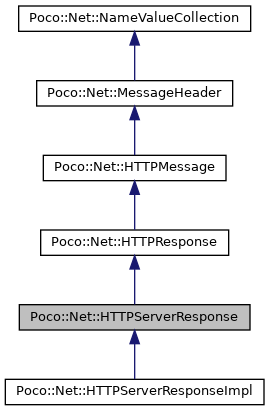 Poco::Net::NameValueCollection
Poco::Net::MessageHeader
Poco::Net::HTTPMessage
Poco::Net::HTTPResponse
Poco::Net::HTTPServerResponse
Poco::Net::HTTPServerResponseImpl